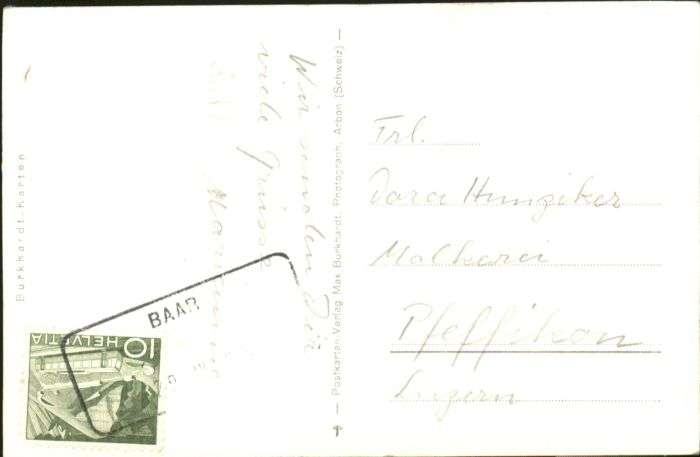 Wir senden Dir
viele Grüsse
Burkhardt-Karten
— Postkarten-Verlag Max Burkhardt, Photograph, Arbon (Schweiz) —
Frl.
Dora Hunziker
Molkerei
Pfeffikon
Luzern
BAAR
HELVETIA
10